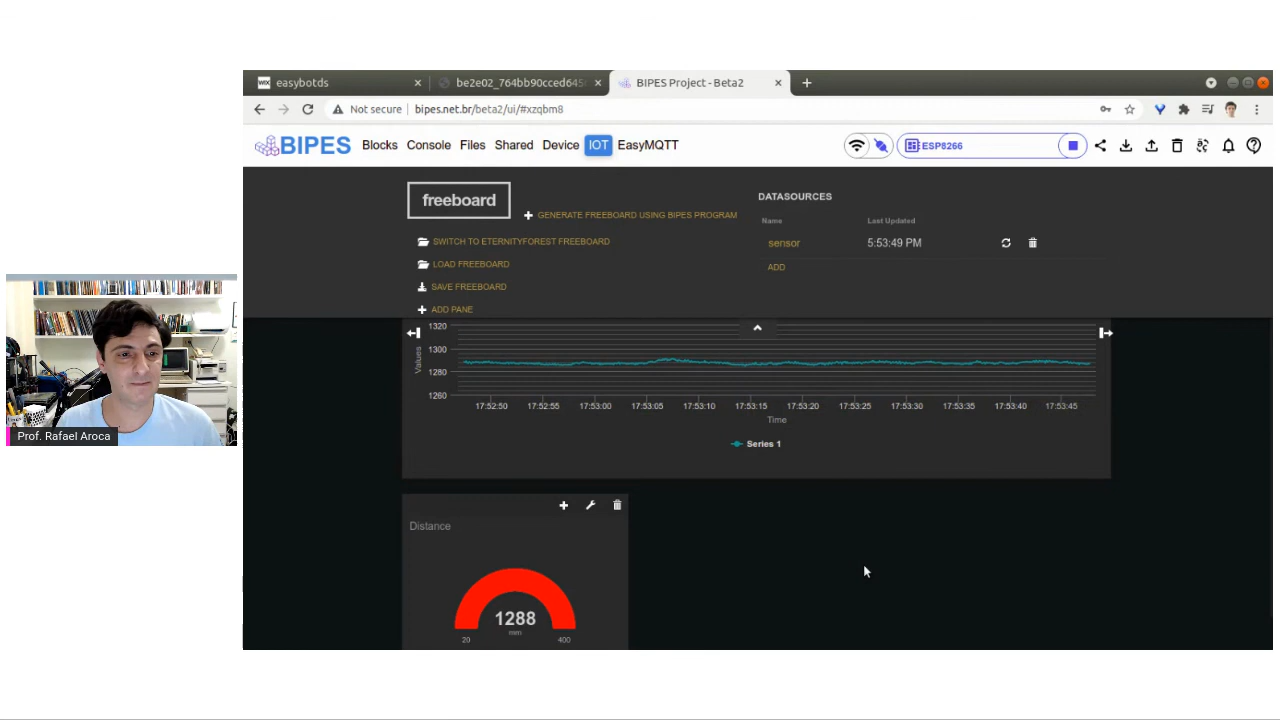 easybotds
be2e02_764bb90cced645
BIPES Project - Beta2
Not secure
bipes.net.br/beta2/ui/#xzqbm8
BIPES
Blocks
Console
Files
Shared
Device
IOT
EasyMQTT
ESP8266
freeboard
GENERATE FREEBOARD USING BIPES PROGRAM
SWITCH TO ETERNITYFOREST FREEBOARD
LOAD FREEBOARD
SAVE FREEBOARD
ADD PANE
DATASOURCES
Name
Last Updated
sensor
5:53:49 PM
ADD
1320
1300
1280
1260
Values
17:52:50
17:52:55
17:53:00
17:53:05
17:53:10
17:53:15
17:53:20
17:53:25
17:53:30
17:53:35
17:53:40
17:53:45
Time
Series 1
Distance
1288
mm
20
400
Prof. Rafael Aroca